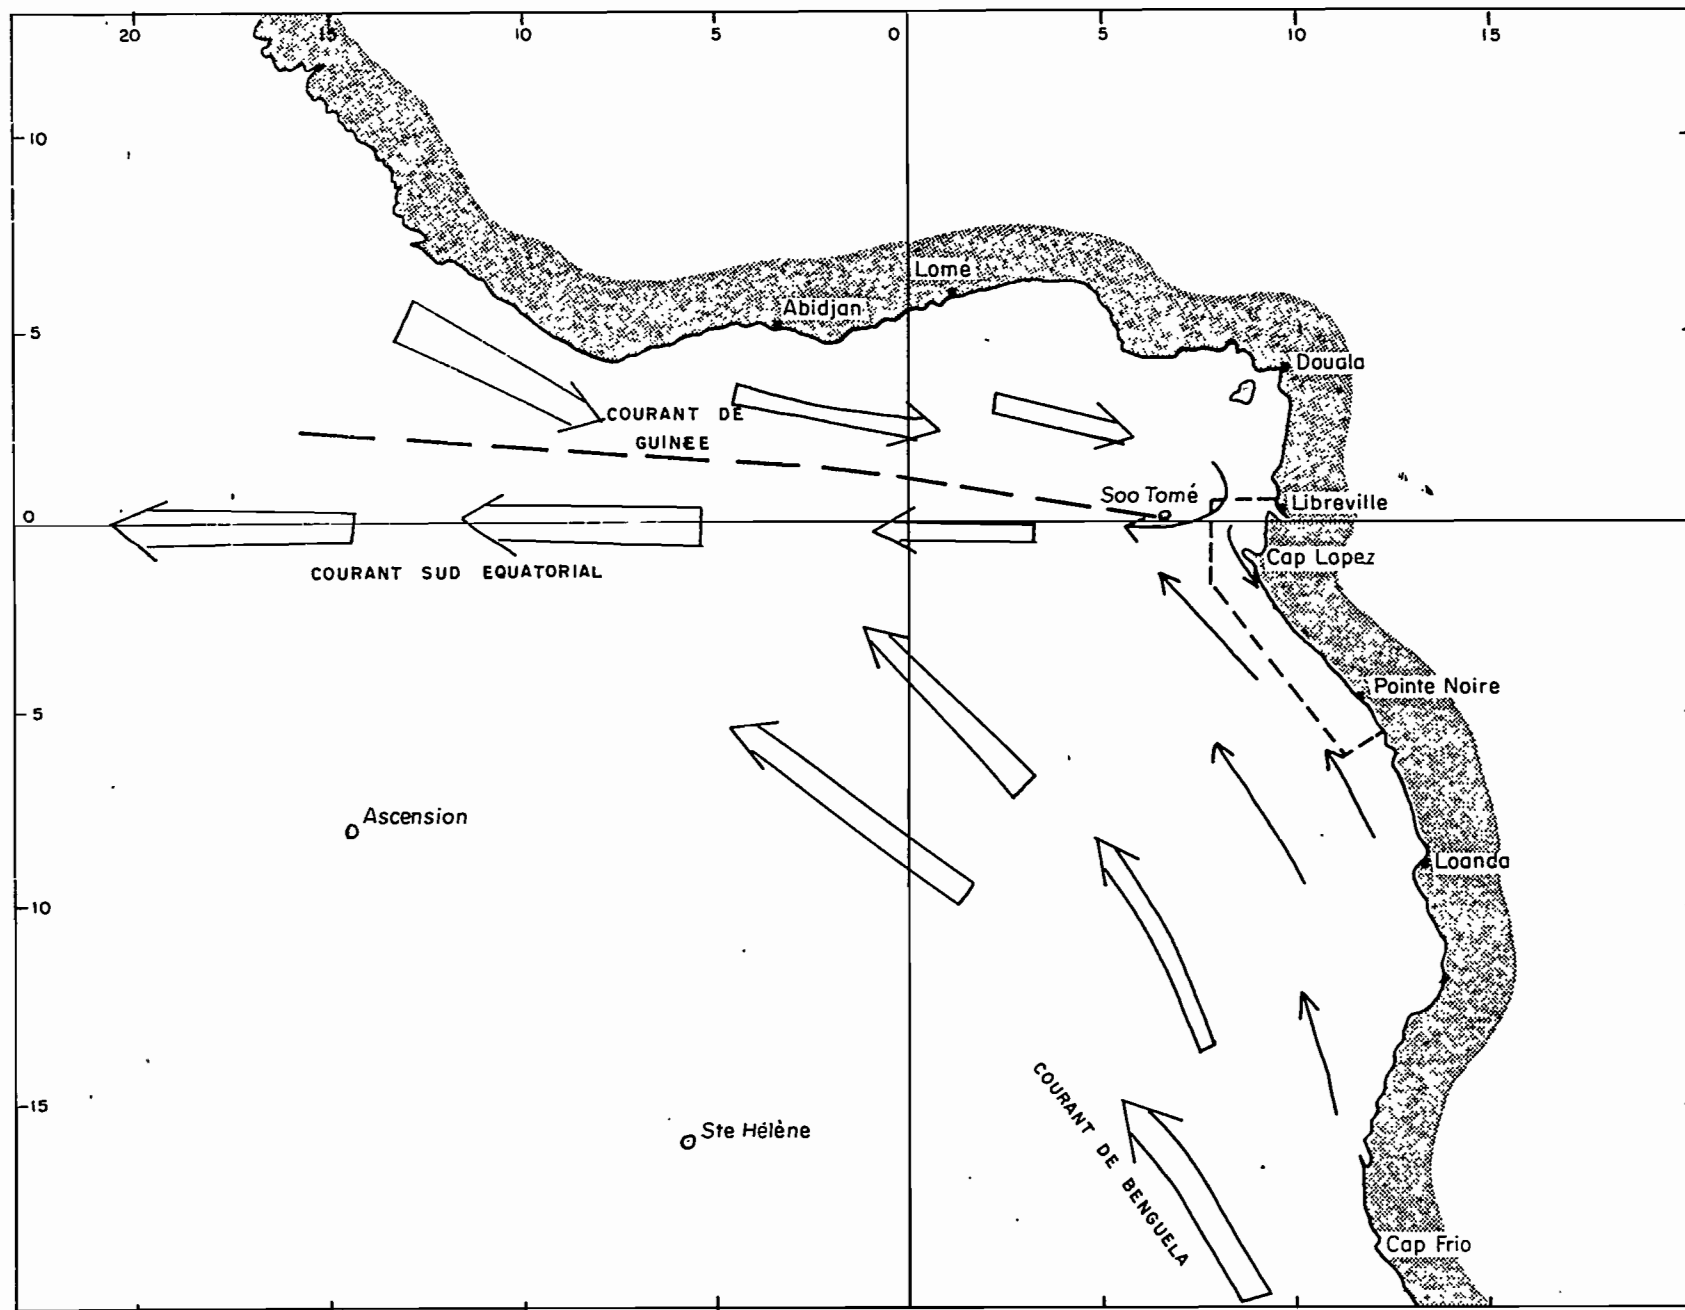 20 15 10 5 0 5 10 15
10
Lomé
Abidjan
5
Douala
COURANT DE
GUINEE
Soo Tomé
Libreville
0
Cap Lopez
COURANT SUD EQUATORIAL
Pointe Noire
5
Ascension
Loanda
10
COURANT DE BENGUELA
15
Ste Hélène
Cap Frio